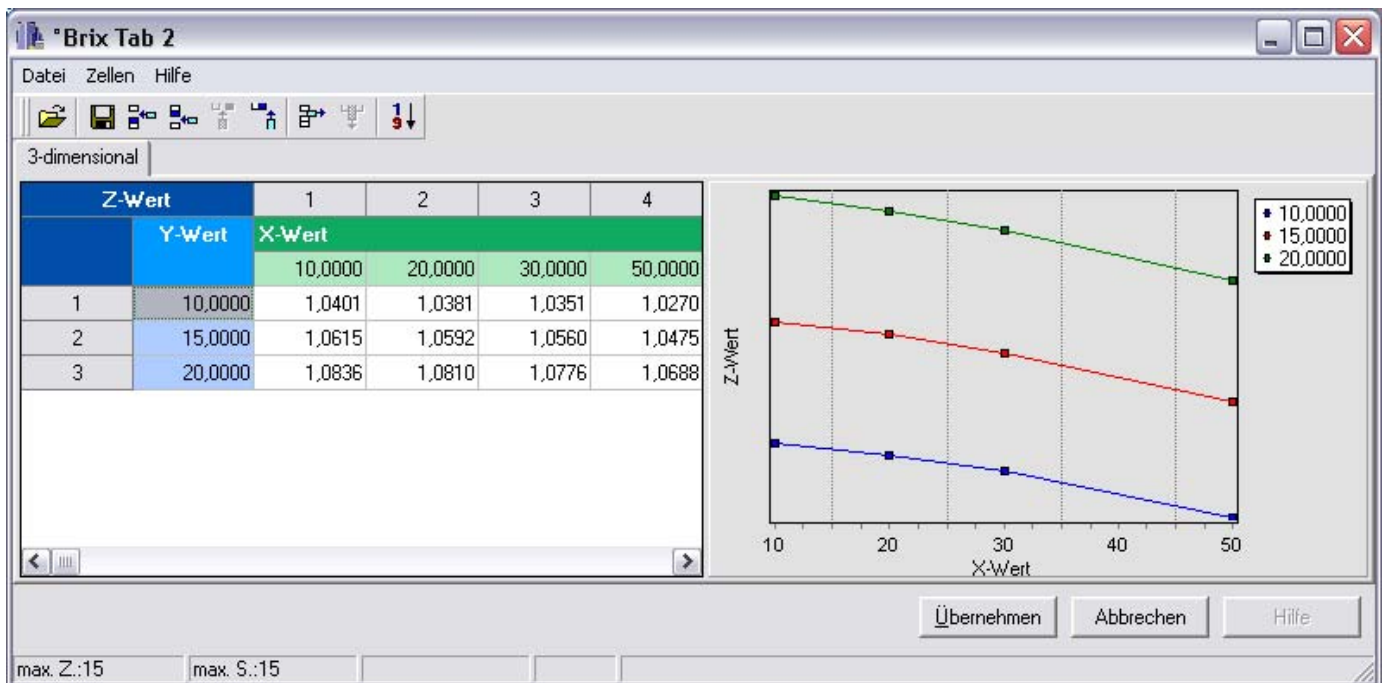 °Brix Tab 2
Datei Zellen Hilfe
3-dimensional
Z-Wert 1 2 3 4
Y-Wert X-Wert
10,0000 20,0000 30,0000 50,0000
1 10,0000 1,0401 1,0381 1,0351 1,0270
2 15,0000 1,0615 1,0592 1,0560 1,0475
3 20,0000 1,0836 1,0810 1,0776 1,0688
Z-Wert
10 20 30 40 50
X-Wert
10,0000
15,0000
20,0000
Übernehmen Abbrechen Hilfe
max. Z.:15 max. S.:15